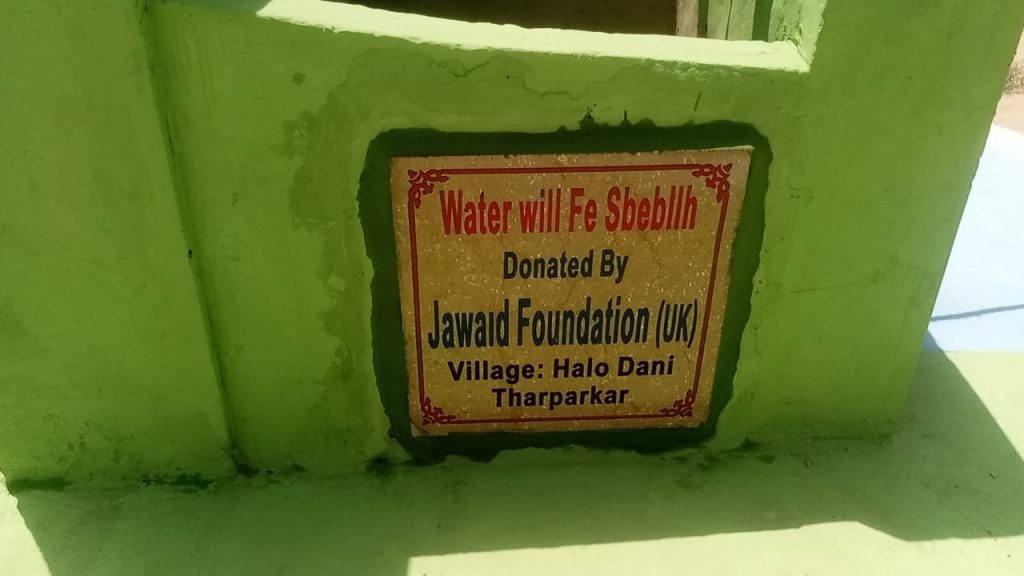 Water will Fe Sbebllh
Donated By
Jawaid Foundation (UK)
Village: Halo Dani
Tharparkar